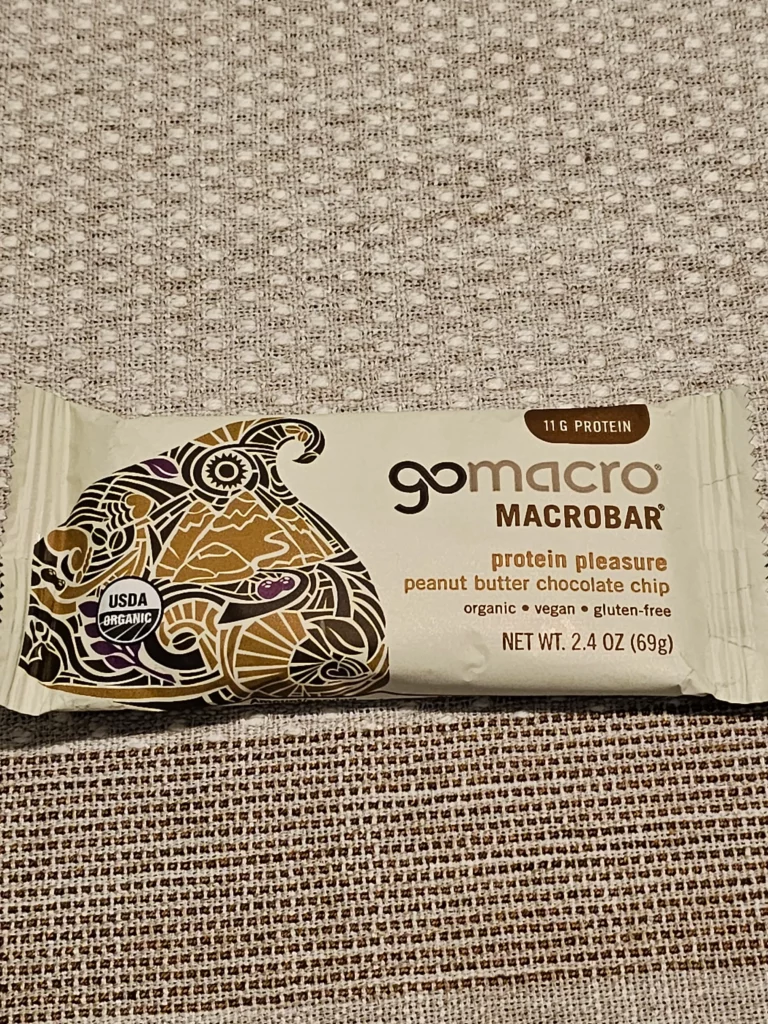 11 G PROTEIN
gomacro®
MACROBAR®
protein pleasure
peanut butter chocolate chip
organic • vegan • gluten-free
NET WT. 2.4 OZ (69g)
USDA
ORGANIC